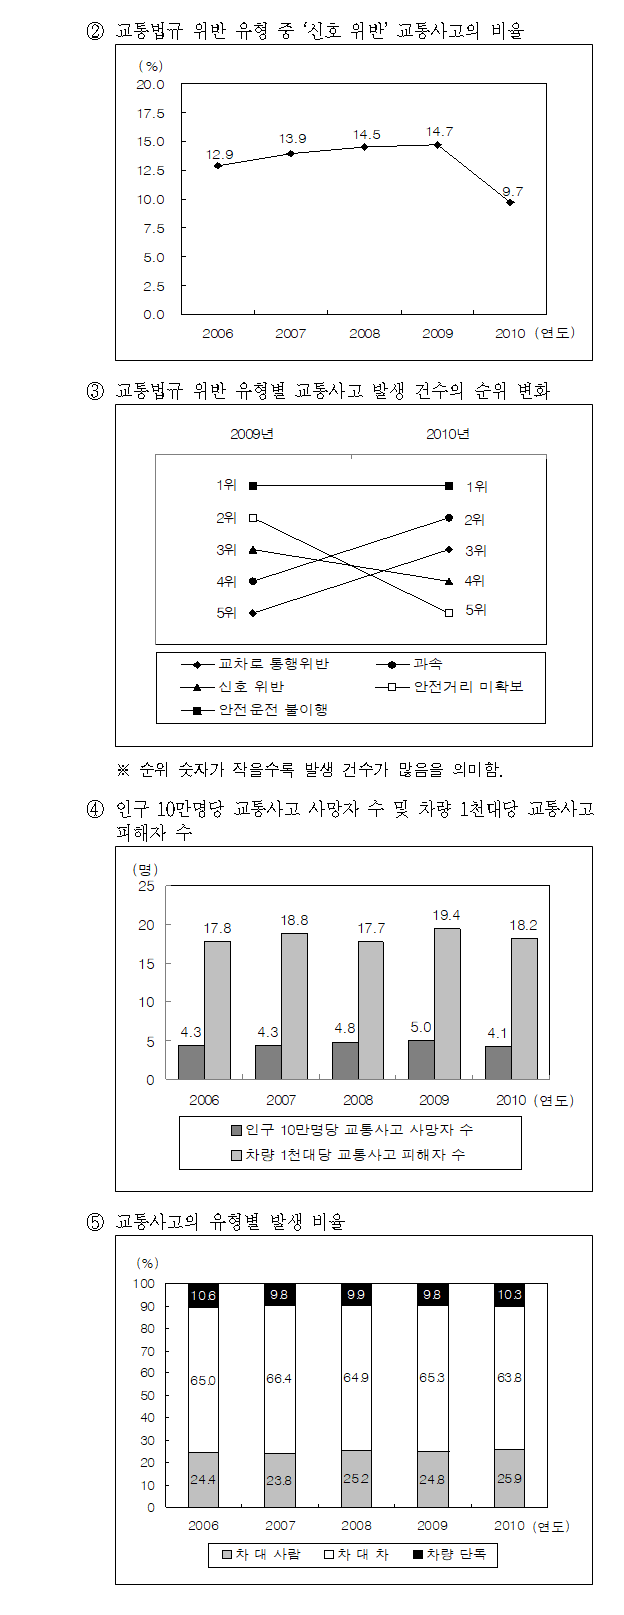 ② 교통법규 위반 유형 중 ‘신호 위반’ 교통사고의 비율
(%)
20.0
17.5
15.0
12.5
10.0
7.5
5.0
2.5
0.0
12.9
13.9
14.5
14.7
9.7
2006 2007 2008 2009 2010 (연도)
③ 교통법규 위반 유형별 교통사고 발생 건수의 순위 변화
2009년 2010년
1위 1위
2위 2위
3위 3위
4위 4위
5위 5위
교차로 통행위반 과속
신호 위반 안전거리 미확보
안전운전 불이행
※ 순위 숫자가 작을수록 발생 건수가 많음을 의미함.
④ 인구 10만명당 교통사고 사망자 수 및 차량 1천대당 교통사고
피해자 수
(명)
25
20
15
10
5
0
17.8 18.8 17.7 19.4 18.2
4.3 4.3 4.8 5.0 4.1
2006 2007 2008 2009 2010 (연도)
인구 10만명당 교통사고 사망자 수
차량 1천대당 교통사고 피해자 수
⑤ 교통사고의 유형별 발생 비율
(%)
100
90
80
70
60
50
40
30
20
10
0
10.6 9.8 9.9 9.8 10.3
65.0 66.4 64.9 65.3 63.8
24.4 23.8 25.2 24.8 25.9
2006 2007 2008 2009 2010 (연도)
차 대 사람 차 대 차 차량 단독